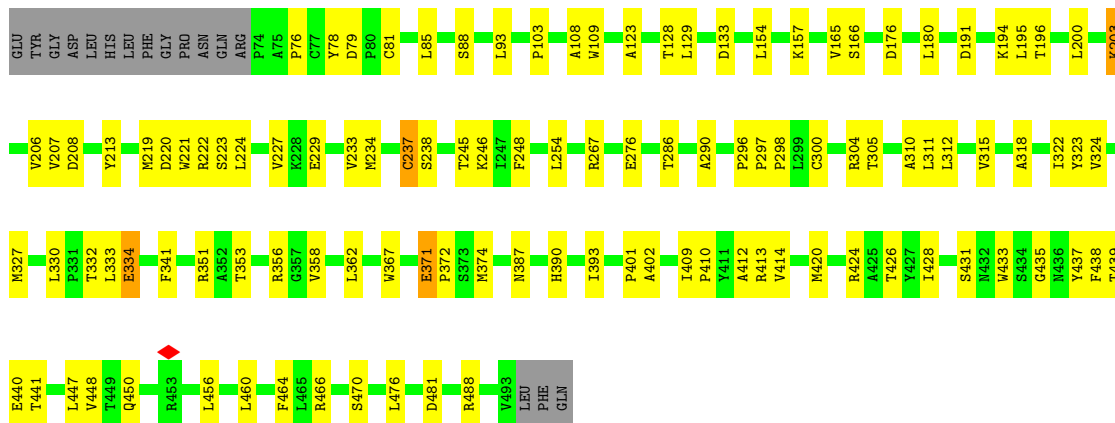 GLU TYR GLY ASP LEU HIS LEU PHE GLY PRO ASN GLN ARG P74 A75 P76 C77 Y78 D79 P80 C81 L85 S88 L93 P103 A108 W109 A123 T128 L129 D133 L154 K157 V165 S166 D176 L180 D191 K194 L195 T196 L200 K203
V206 V207 D208 Y213 M219 D220 W221 R222 S223 L224 V227 K228 E229 V233 M234 C237 S238 T245 K246 I247 F248 L254 R267 E276 T286 A290 P296 P297 P298 L299 C300 R304 T305 A310 L311 L312 V315 A318 I322 Y323 V324
M327 L330 P331 T332 L333 E334 F341 R351 A352 T353 R356 G357 V358 L362 W367 E371 P372 S373 M374 N387 H390 I393 P401 A402 I409 P410 Y411 A412 R413 V414 M420 R424 A425 T426 Y427 I428 S431 N432 W433 S434 G435 N436 Y437 F438 T439
E440 T441 L447 V448 T449 Q450 R453 L456 L460 F464 L465 R466 S470 L476 D481 R488 V493 LEU PHE GLN